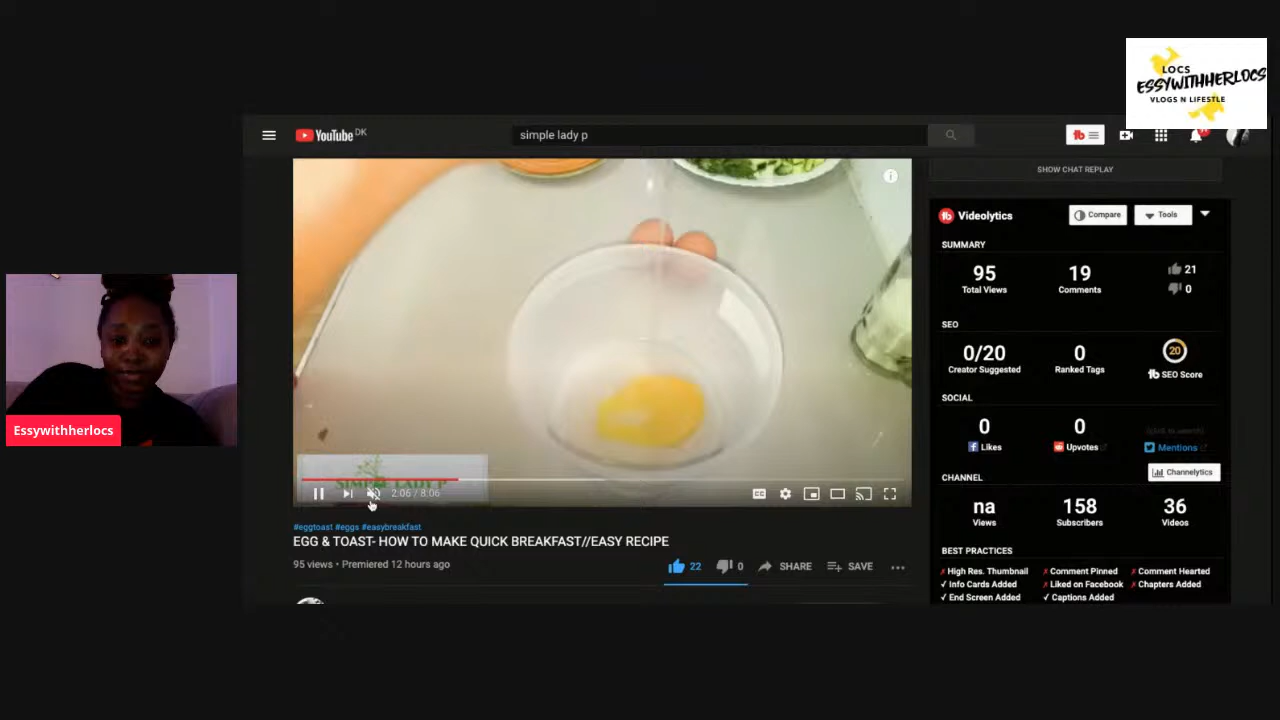 LOCS
ESSYWITHHERLOCS
VLOGS N LIFESTLE
YouTube DK
simple lady p
SHOW CHAT REPLAY
Videolytics
Compare
Tools
SUMMARY
95
19
21
Total Views
Comments
0
SEO
0/20
0
20
Creator Suggested
Ranked Tags
SEO Score
SOCIAL
0
0
Likes
Upvotes
Mentions
CHANNEL
Channelytics
na
158
36
Views
Subscribers
Videos
BEST PRACTICES
✗ High Res. Thumbnail
✗ Comment Pinned
✗ Comment Hearted
✓ Info Cards Added
✗ Liked on Facebook
✗ Chapters Added
✓ End Screen Added
✓ Captions Added
Essywithherlocs
SIMPLE LADY P
2:06 / 8:06
#eggtoast #eggs #easybreakfast
EGG & TOAST- HOW TO MAKE QUICK BREAKFAST//EASY RECIPE
95 views • Premiered 12 hours ago
22
0
SHARE
SAVE